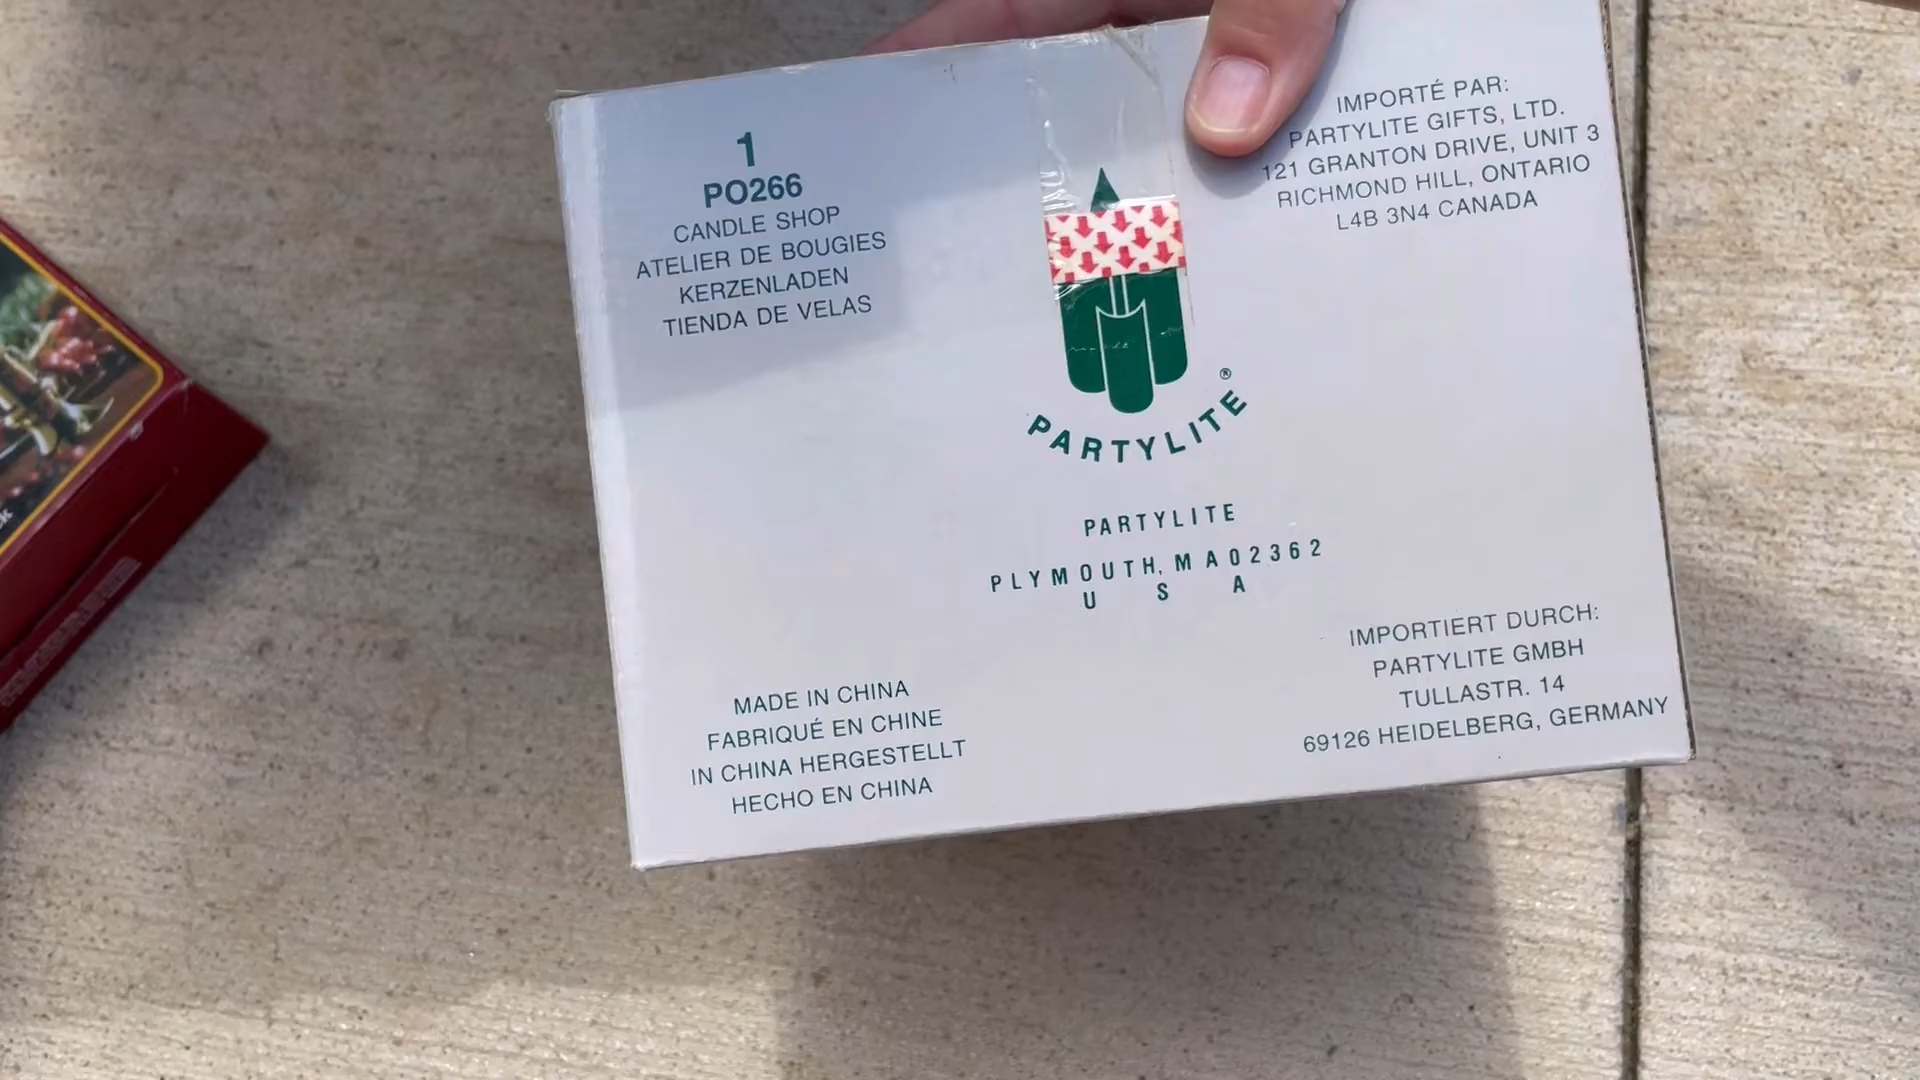 1
PO266
CANDLE SHOP
ATELIER DE BOUGIES
KERZENLADEN
TIENDA DE VELAS
IMPORTÉ PAR:
PARTYLITE GIFTS, LTD.
121 GRANTON DRIVE, UNIT 3
RICHMOND HILL, ONTARIO
L4B 3N4 CANADA
PARTYLITE®
PARTYLITE
PLYMOUTH, MA 02362
U S A
MADE IN CHINA
FABRIQUÉ EN CHINE
IN CHINA HERGESTELLT
HECHO EN CHINA
IMPORTIERT DURCH:
PARTYLITE GMBH
TULLASTR. 14
69126 HEIDELBERG, GERMANY